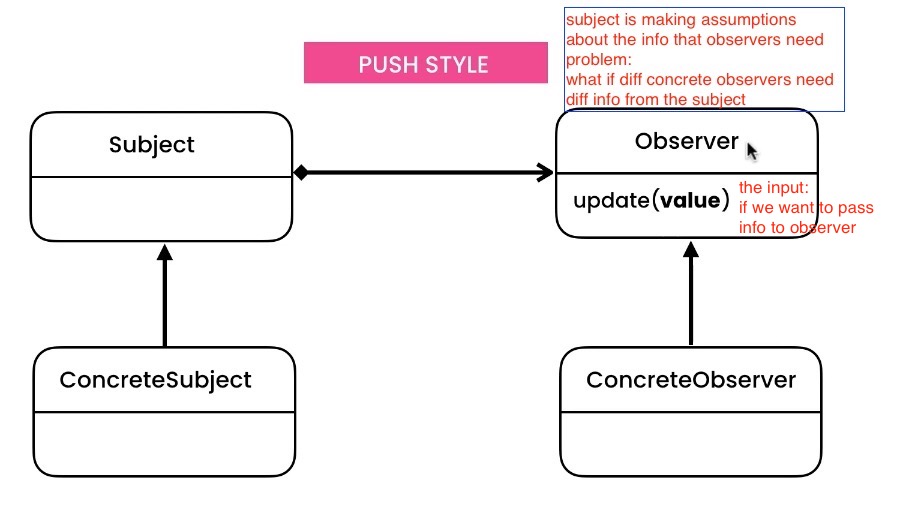 subject is making assumptions
about the info that observers need
problem:
what if diff concrete observers need
diff info from the subject
PUSH STYLE
Subject
Observer
update(value)
the input:
if we want to pass
info to observer
ConcreteSubject
ConcreteObserver